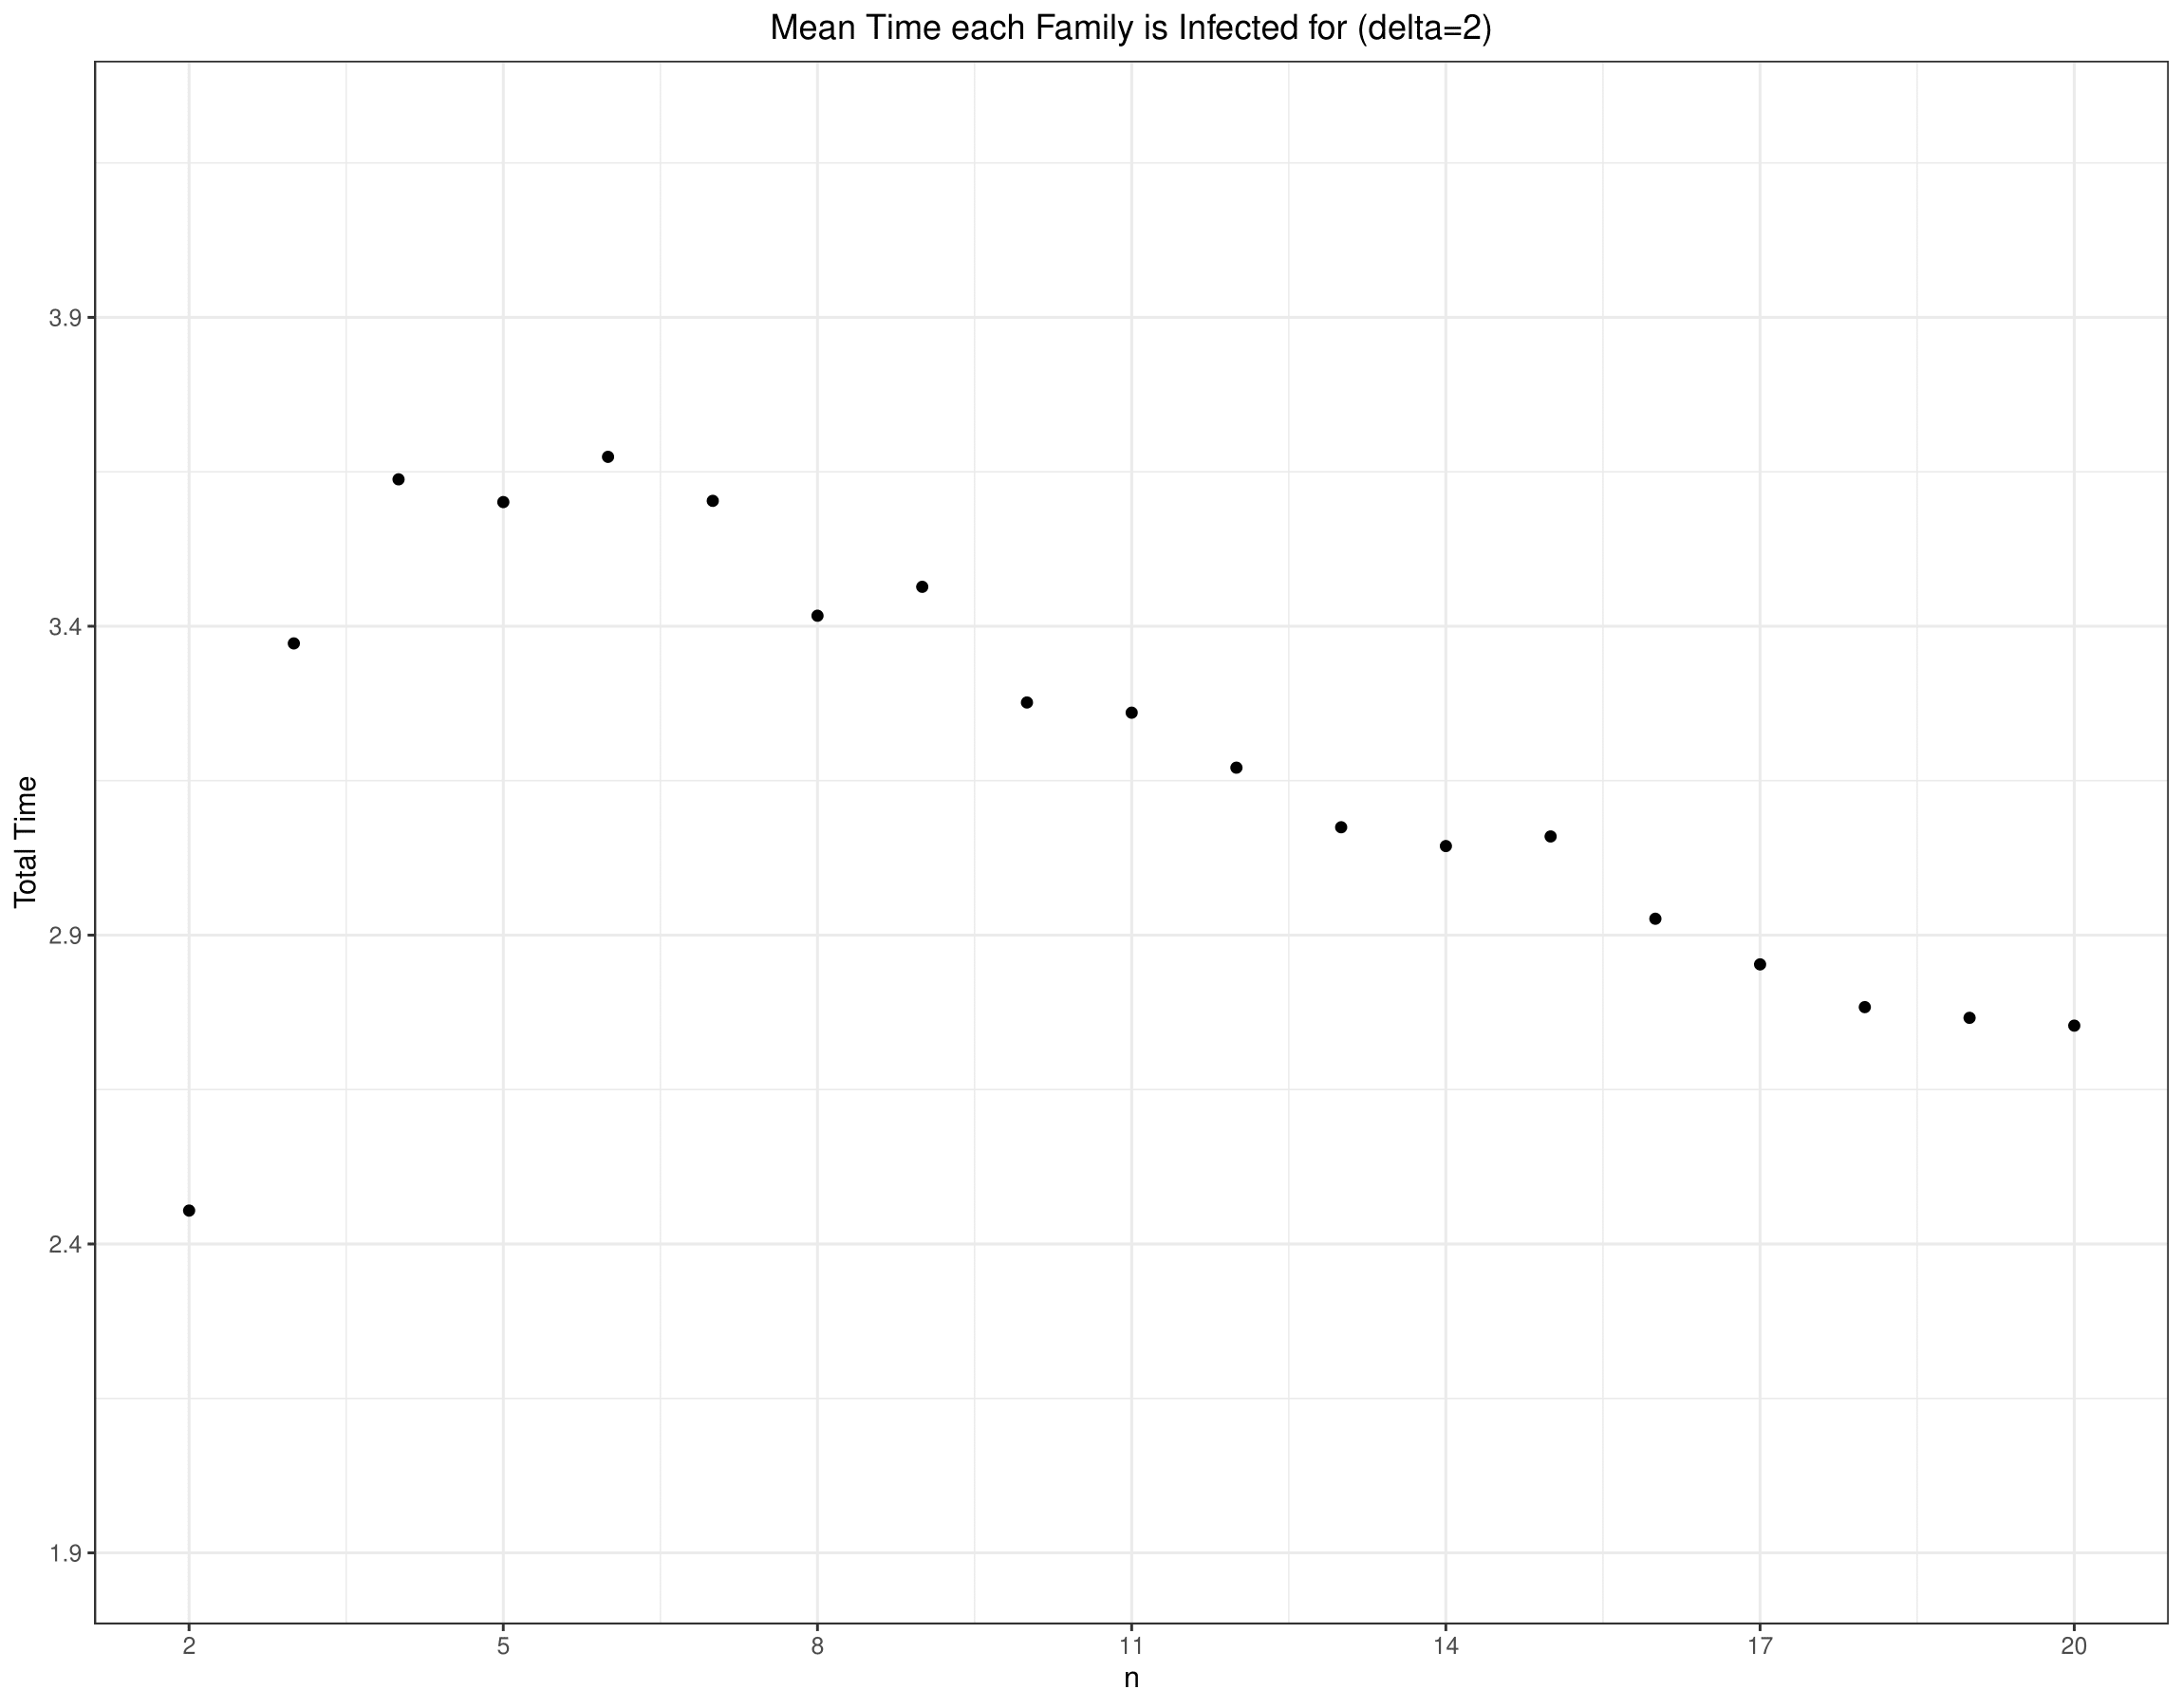 Mean Time each Family is Infected for (delta=2)
Total Time
3.9
3.4
2.9
2.4
1.9
2 5 8 11 14 17 20
n